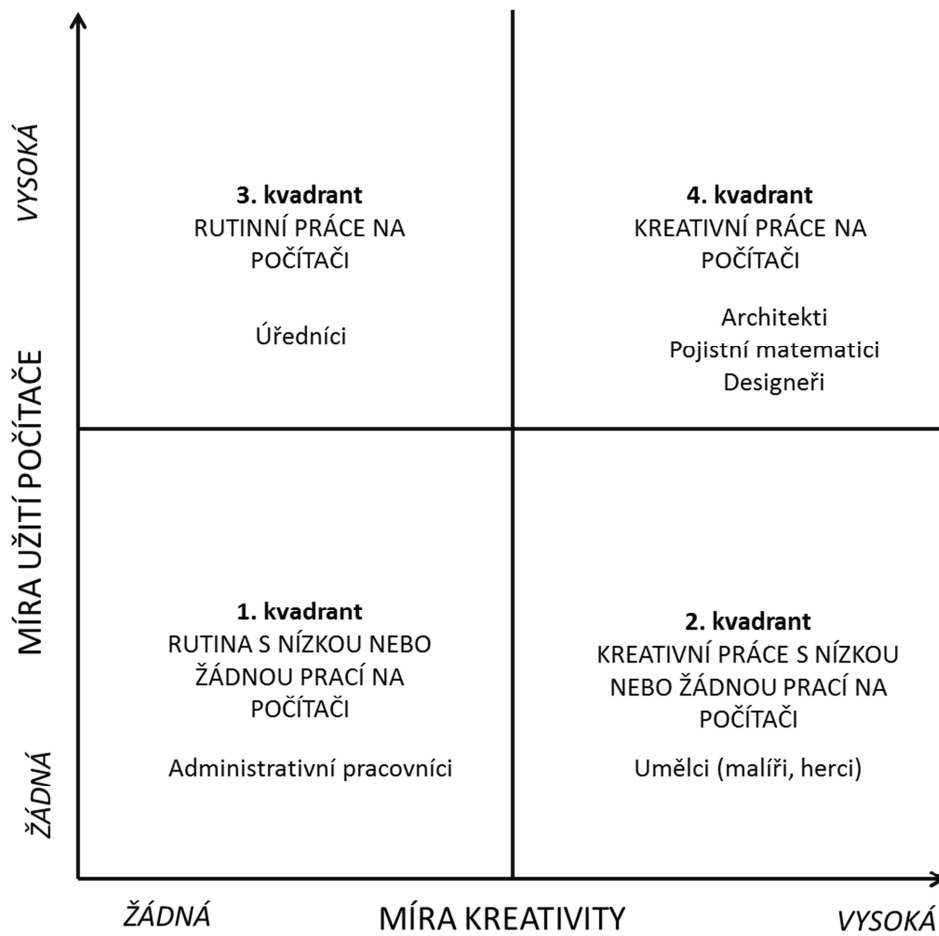 VYSOKÁ
MÍRA UŽITÍ POČÍTAČE
ŽÁDNÁ
3. kvadrant
RUTINNÍ PRÁCE NA
POČÍTAČI
Úředníci
4. kvadrant
KREATIVNÍ PRÁCE NA
POČÍTAČI
Architekti
Pojistní matematici
Designeři
1. kvadrant
RUTINA S NÍZKOU NEBO
ŽÁDNOU PRACÍ NA
POČÍTAČI
Administrativní pracovníci
2. kvadrant
KREATIVNÍ PRÁCE S NÍZKOU
NEBO ŽÁDNOU PRACÍ NA
POČÍTAČI
Umělci (malíři, herci)
ŽÁDNÁ
MÍRA KREATIVITY
VYSOKÁ